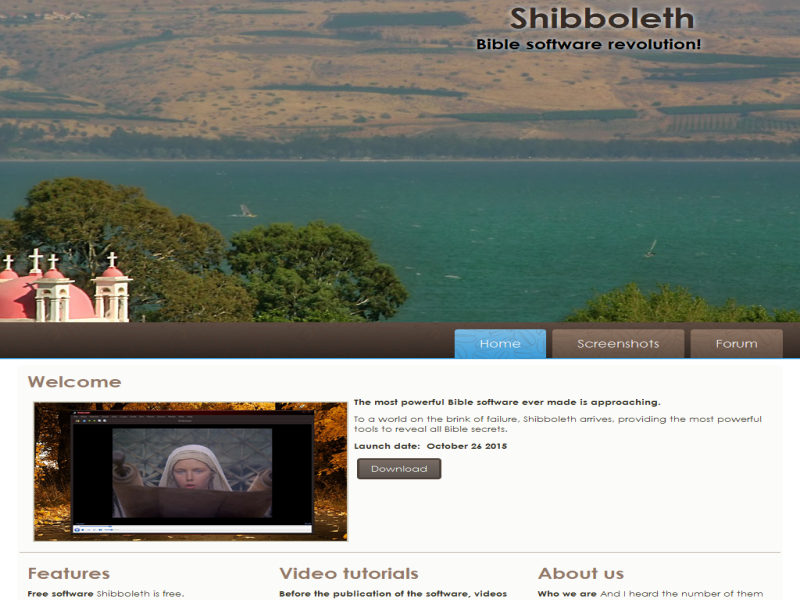 Shibboleth
Bible software revolution!
Home Screenshots Forum
Welcome
The most powerful Bible software ever made is approaching.
To a world on the brink of failure, Shibboleth arrives, providing the most powerful
tools to reveal all Bible secrets.
Launch date: October 26 2015
Download
Features
Free software Shibboleth is free.
Video tutorials
Before the publication of the software, videos
About us
Who we are And I heard the number of them